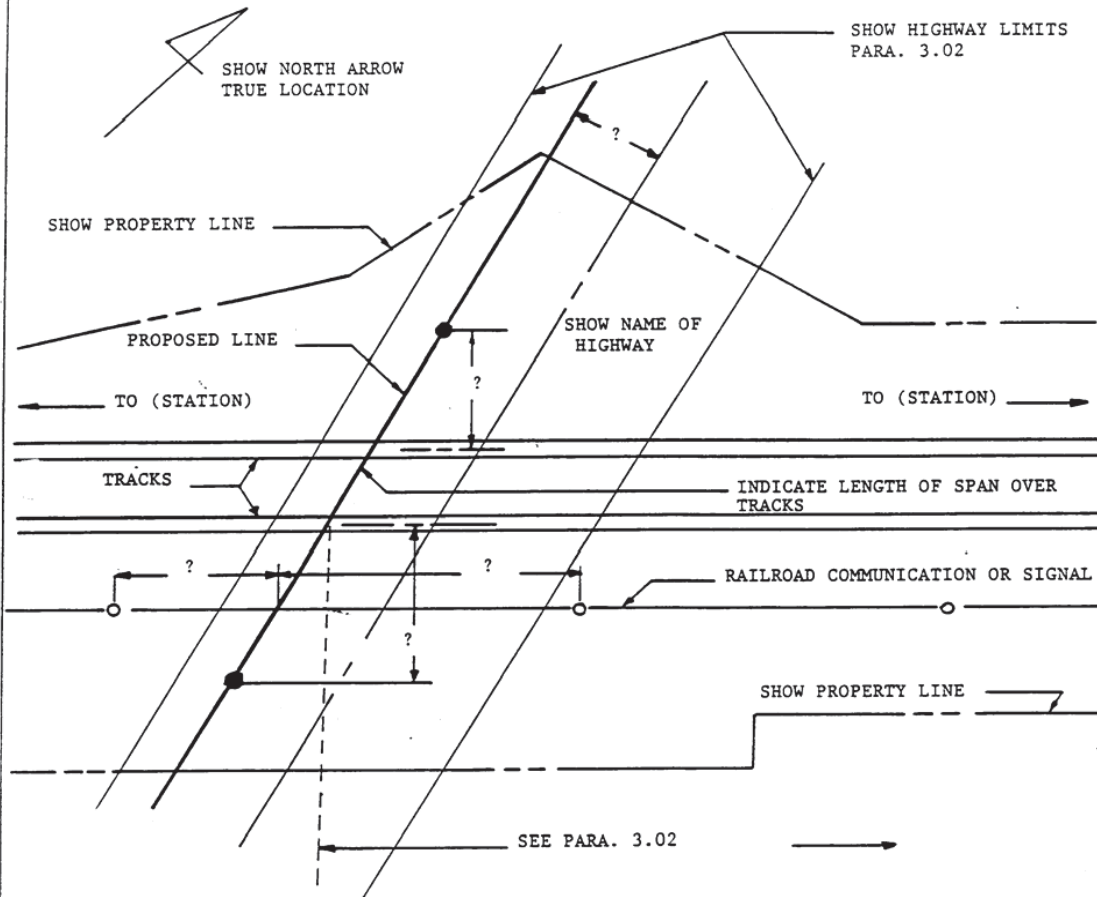 SHOW HIGHWAY LIMITS
PARA. 3.02
SHOW NORTH ARROW
TRUE LOCATION
?
SHOW PROPERTY LINE
SHOW NAME OF
HIGHWAY
PROPOSED LINE
?
TO (STATION)
TO (STATION)
TRACKS
INDICATE LENGTH OF SPAN OVER
TRACKS
?
?
RAILROAD COMMUNICATION OR SIGNAL
?
SHOW PROPERTY LINE
SEE PARA. 3.02